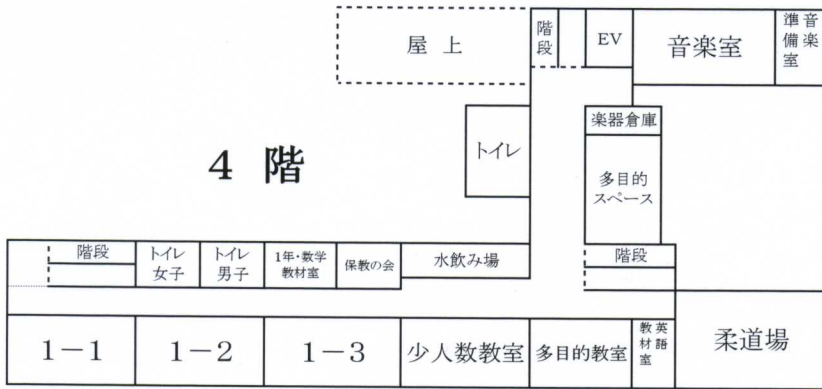 屋上
階段
EV
音楽室
音楽
準備室
楽器倉庫
トイレ
4 階
多目的
スペース
階段
トイレ
女子
トイレ
男子
1年・数学
教材室
保教の会
水飲み場
階段
1－1
1－2
1－3
少人数教室
多目的教室
英語
教材室
柔道場